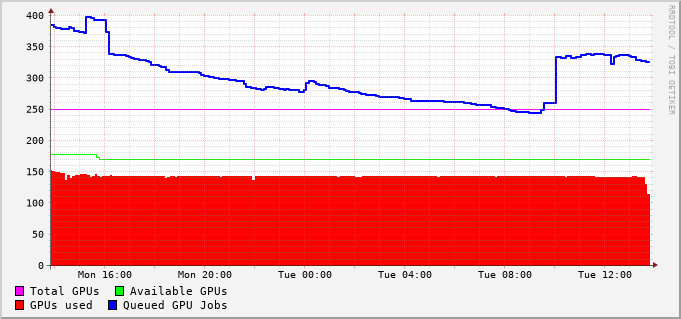 400
350
300
250
200
150
100
50
0
Mon 16:00 Mon 20:00 Tue 00:00 Tue 04:00 Tue 08:00 Tue 12:00
Total GPUs Available GPUs
GPUs used Queued GPU Jobs
RRDTOOL / TOBI OETIKER